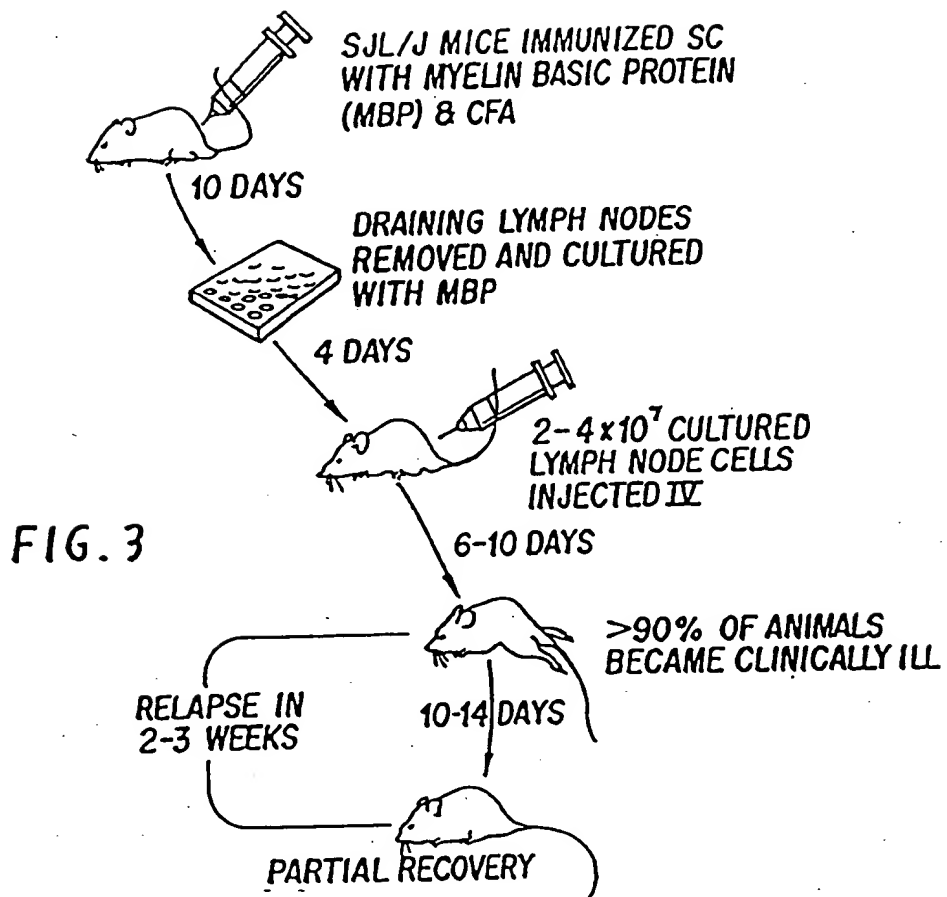 SJL/J MICE IMMUNIZED SC
WITH MYELIN BASIC PROTEIN
(MBP) & CFA
10 DAYS
DRAINING LYMPH NODES
REMOVED AND CULTURED
WITH MBP
4 DAYS
2-4x10⁷ CULTURED
LYMPH NODE CELLS
INJECTED IV
FIG. 3
6-10 DAYS
>90% OF ANIMALS
BECAME CLINICALLY ILL
RELAPSE IN
2-3 WEEKS
10-14 DAYS
PARTIAL RECOVERY